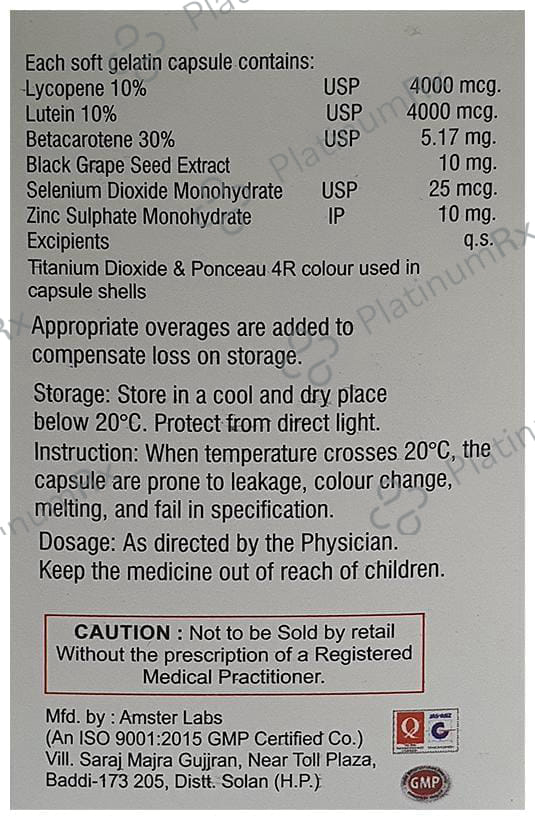 Each soft gelatin capsule contains:
Lycopene 10% USP 4000 mcg.
Lutein 10% USP 4000 mcg.
Betacarotene 30% USP 5.17 mg.
Black Grape Seed Extract 10 mg.
Selenium Dioxide Monohydrate USP 25 mcg.
Zinc Sulphate Monohydrate IP 10 mg.
Excipients q.s.
Titanium Dioxide & Ponceau 4R colour used in
capsule shells
Appropriate overages are added to
compensate loss on storage.
Storage: Store in a cool and dry place
below 20°C. Protect from direct light.
Instruction: When temperature crosses 20°C, the
capsule are prone to leakage, colour change,
melting, and fail in specification.
Dosage: As directed by the Physician.
Keep the medicine out of reach of children.
CAUTION : Not to be Sold by retail
Without the prescription of a Registered
Medical Practitioner.
Mfd. by : Amster Labs
(An ISO 9001:2015 GMP Certified Co.)
Vill. Saraj Majra Gujjran, Near Toll Plaza,
Baddi-173 205, Distt. Solan (H.P.)
JAS-ANZ
Q
GMP
PlatinumRx
PlatinumRx
PlatinumRx